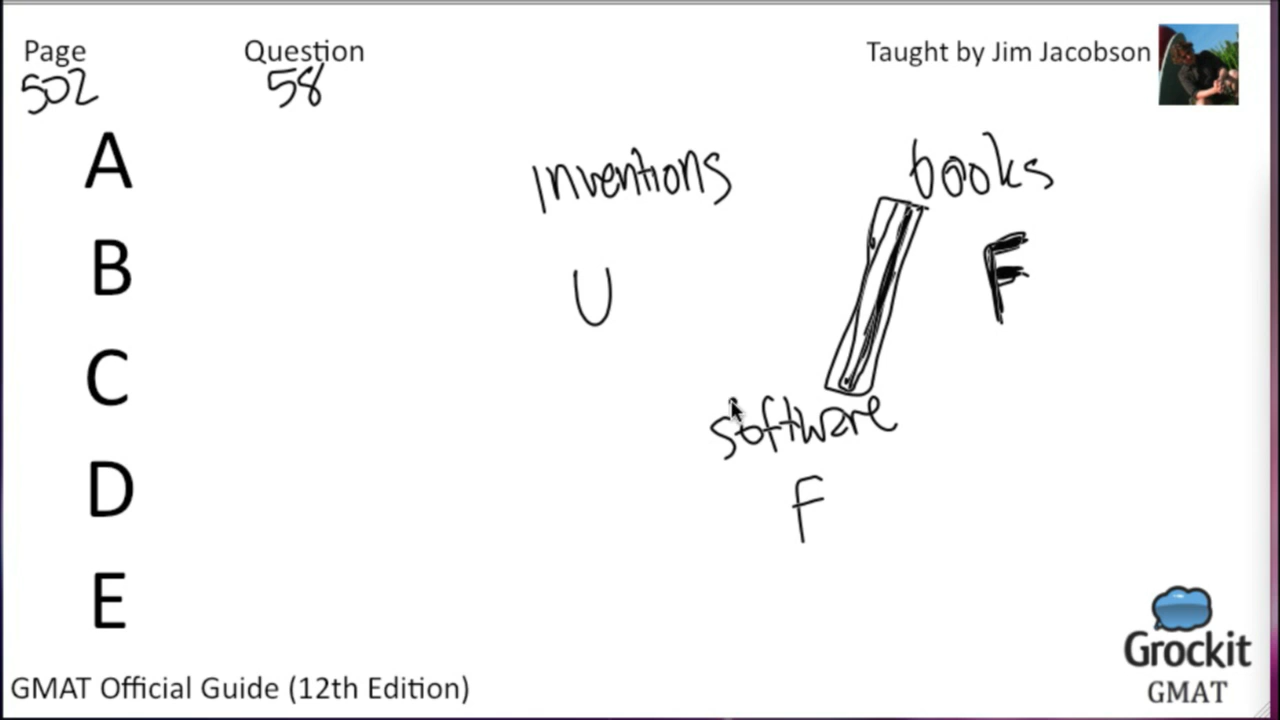 Page Question Taught by Jim Jacobson
502 58
A
B
C
D
E
Inventions books
U F
software
F
Grockit
GMAT
GMAT Official Guide (12th Edition)